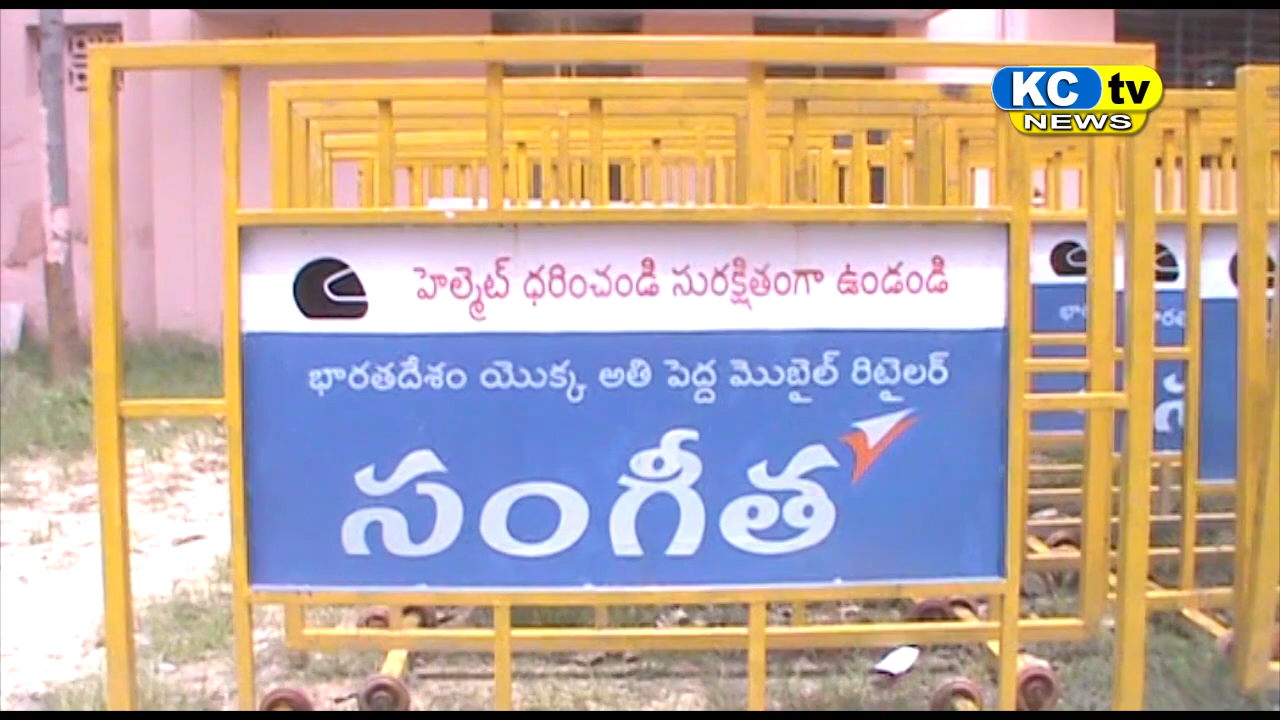 KC tv
NEWS
హెల్మెట్ ధరించండి సురక్షితంగా ఉండండి
భారతదేశం యొక్క అతి పెద్ద మొబైల్ రిటైలర్
సంగీత